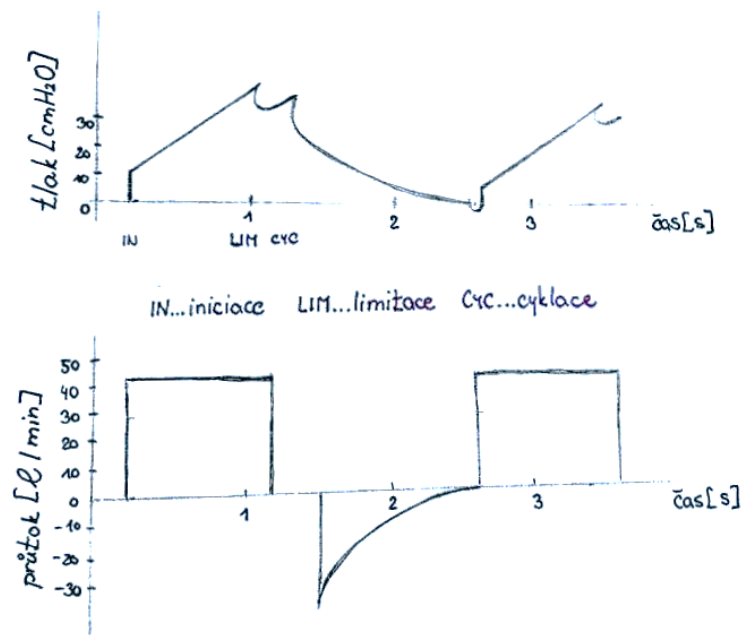 tlak [cmH2O]
30
20
10
0
1
2
3
čas[s]
IN
LIM CYC
IN...iniciace LIM...limitace CYC...cyklace
průtok [l/min]
50
40
30
20
10
0
-10
-20
-30
1
2
3
čas[s]